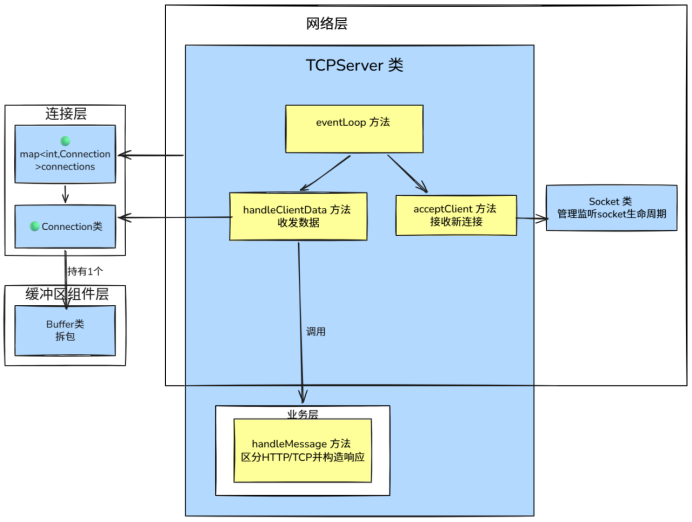 网络层
TCPServer 类
eventLoop 方法
连接层
map<int,Connection
>connections
Connection类
handleClientData 方法
收发数据
acceptClient 方法
接收新连接
Socket 类
管理监听socket生命周期
持有1个
缓冲区组件层
Buffer类
拆包
调用
业务层
handleMessage 方法
区分HTTP/TCP并构造响应